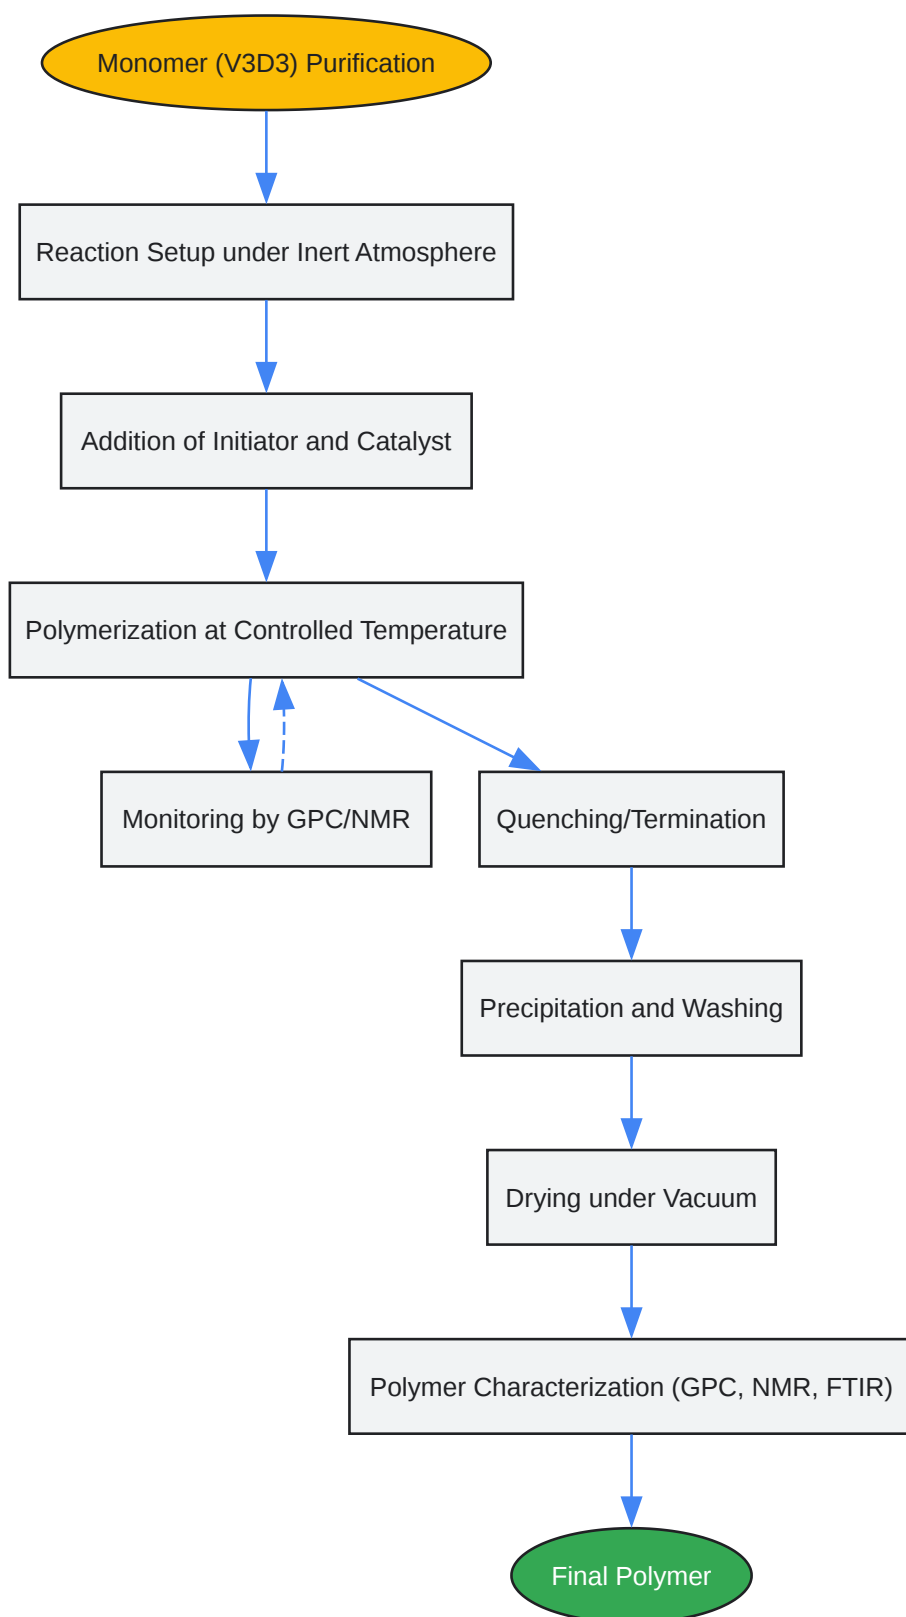 Monomer (V3D3) Purification
Reaction Setup under Inert Atmosphere
Addition of Initiator and Catalyst
Polymerization at Controlled Temperature
Monitoring by GPC/NMR
Quenching/Termination
Precipitation and Washing
Drying under Vacuum
Polymer Characterization (GPC, NMR, FTIR)
Final Polymer